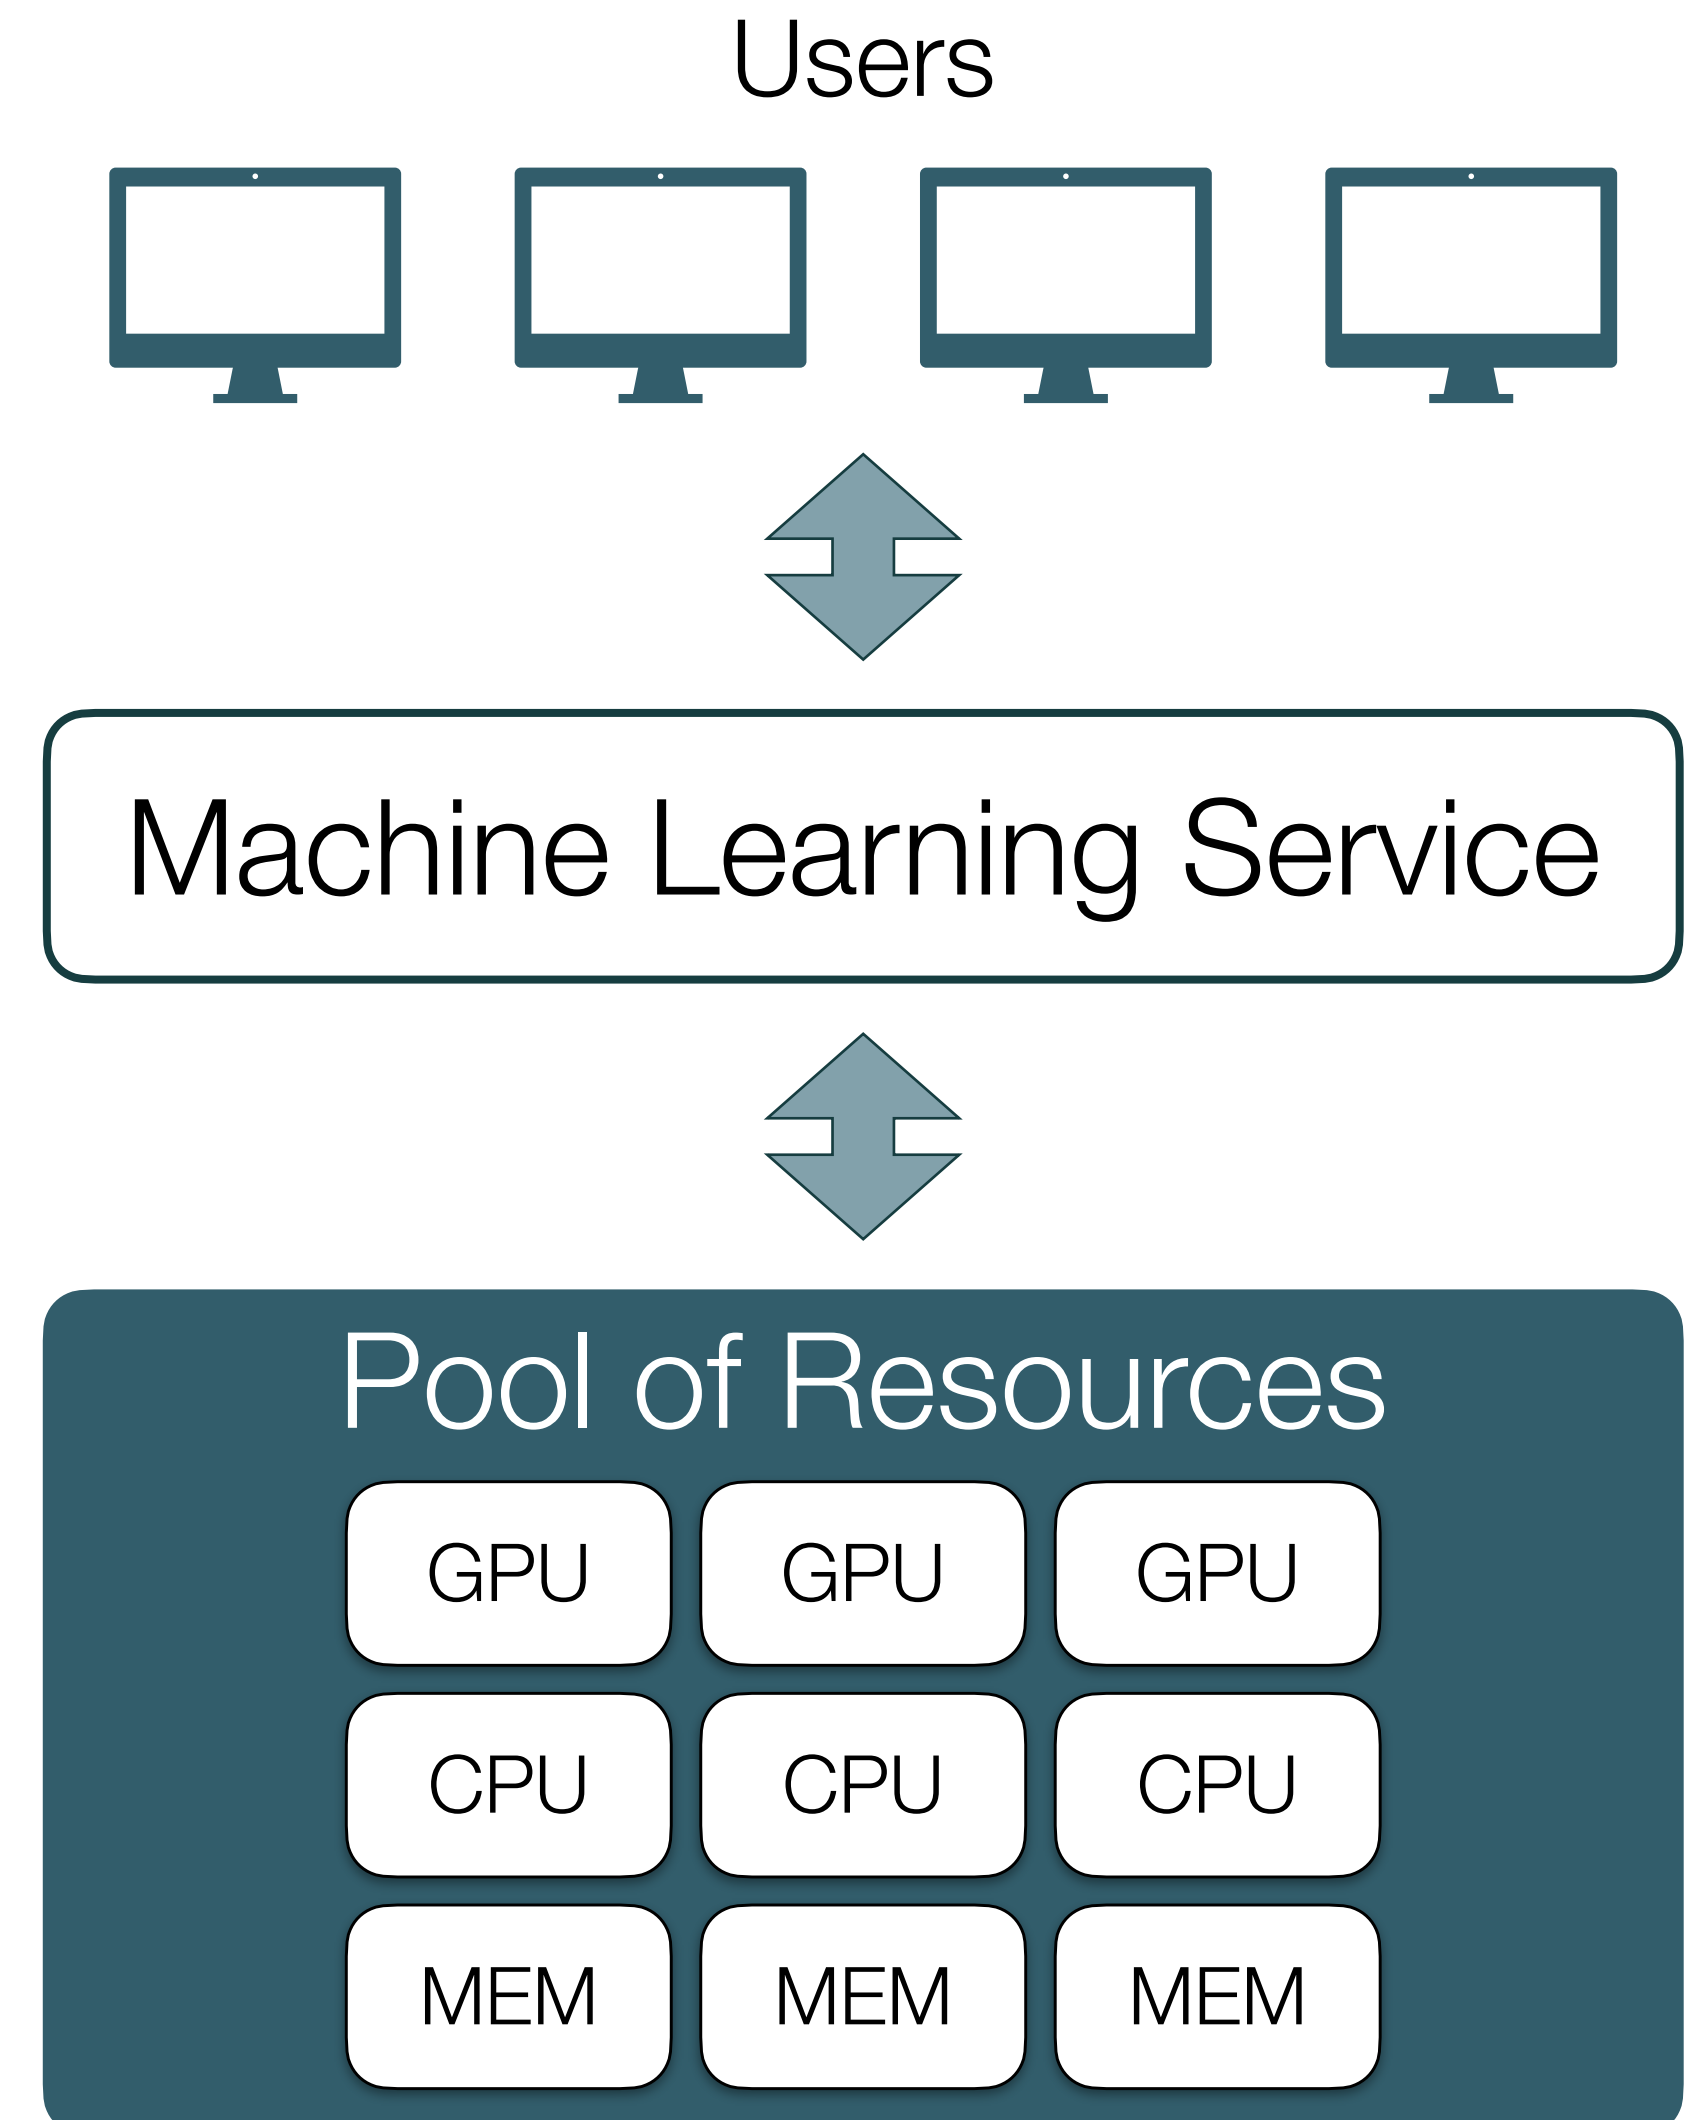 Users
Machine Learning Service
Pool of Resources
GPU GPU GPU
CPU CPU CPU
MEM MEM MEM